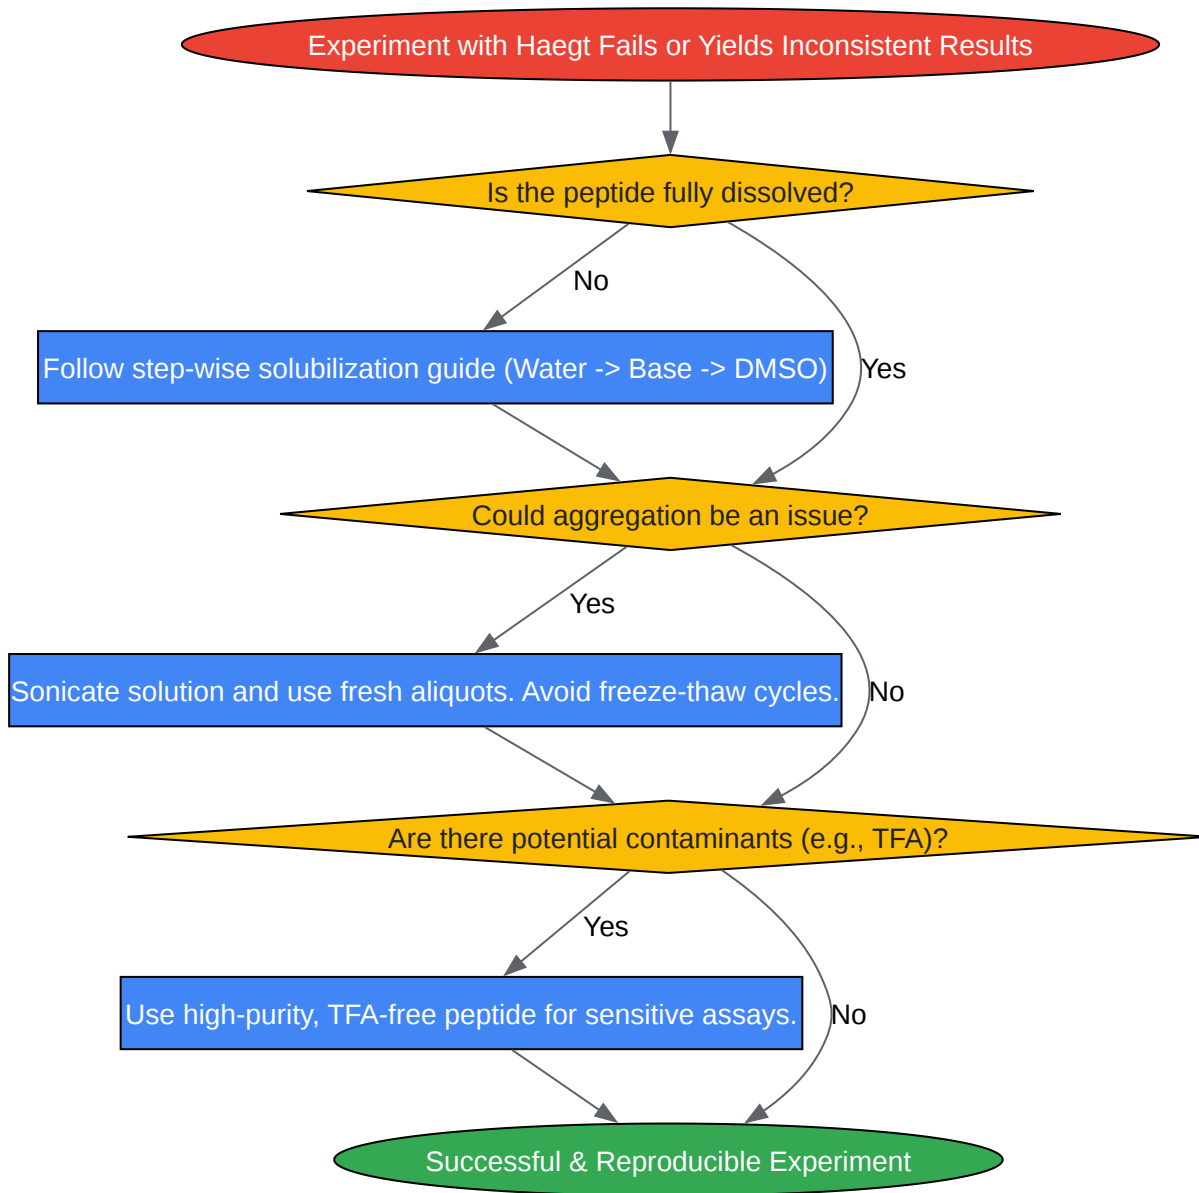 Experiment with Haegt Fails or Yields Inconsistent Results
Is the peptide fully dissolved?
No
Follow step-wise solubilization guide (Water -> Base -> DMSO)
Yes
Could aggregation be an issue?
Yes
Sonicate solution and use fresh aliquots. Avoid freeze-thaw cycles.
No
Are there potential contaminants (e.g., TFA)?
Yes
Use high-purity, TFA-free peptide for sensitive assays.
No
Successful & Reproducible Experiment